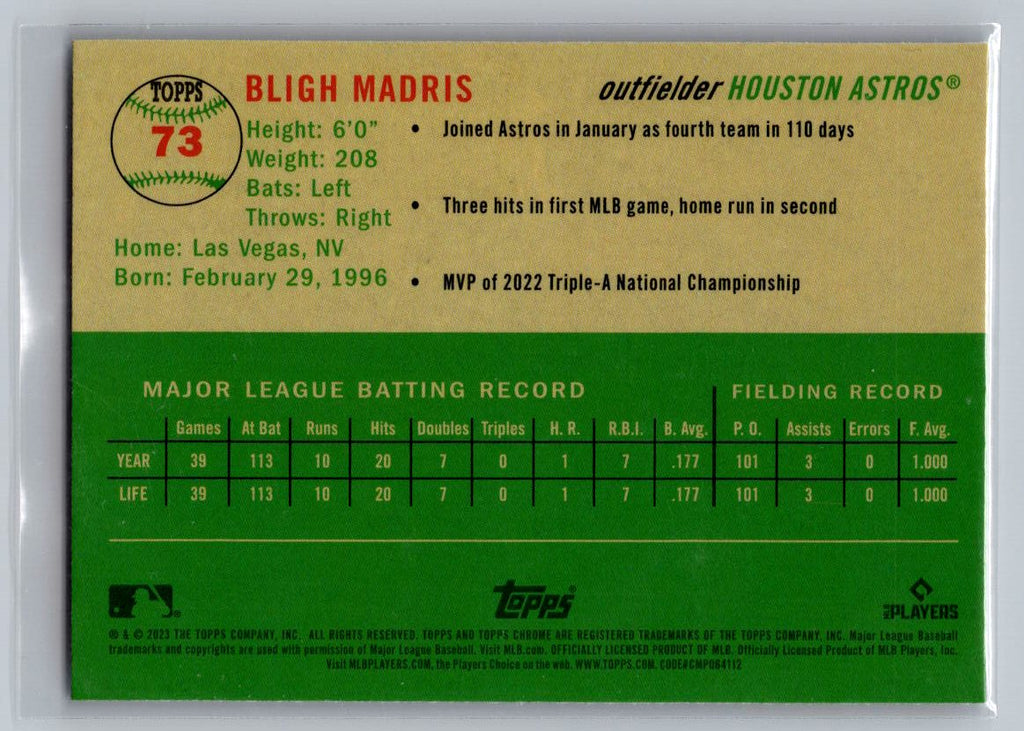 TOPPS
73
BLIGH MADRIS
outfielder HOUSTON ASTROS®
Height: 6'0"
Weight: 208
Bats: Left
Throws: Right
Home: Las Vegas, NV
Born: February 29, 1996
• Joined Astros in January as fourth team in 110 days
• Three hits in first MLB game, home run in second
• MVP of 2022 Triple-A National Championship
MAJOR LEAGUE BATTING RECORD FIELDING RECORD
Games At Bat Runs Hits Doubles Triples H. R. R.B.I. B. Avg. P. O. Assists Errors F. Avg.
YEAR 39 113 10 20 7 0 1 7 .177 101 3 0 1.000
LIFE 39 113 10 20 7 0 1 7 .177 101 3 0 1.000
® Topps® PLAYERS
® & © 2023 THE TOPPS COMPANY, INC. ALL RIGHTS RESERVED. TOPPS AND TOPPS CHROME ARE REGISTERED TRADEMARKS OF THE TOPPS COMPANY, INC. Major League Baseball
trademarks and copyrights are used with permission of Major League Baseball. Visit MLB.com. OFFICIALLY LICENSED PRODUCT OF MLB. Officially Licensed Product of MLB Players, Inc.
Visit MLBPLAYERS.COM, the Players Choice on the web. WWW.TOPPS.COM. CODE#CMP084112